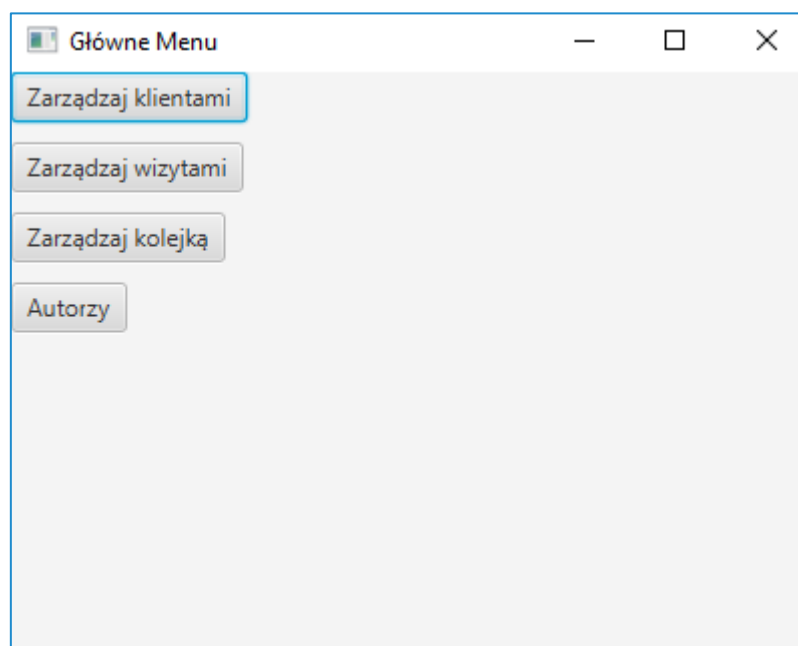 Główne Menu
Zarządzaj klientami
Zarządzaj wizytami
Zarządzaj kolejką
Autorzy